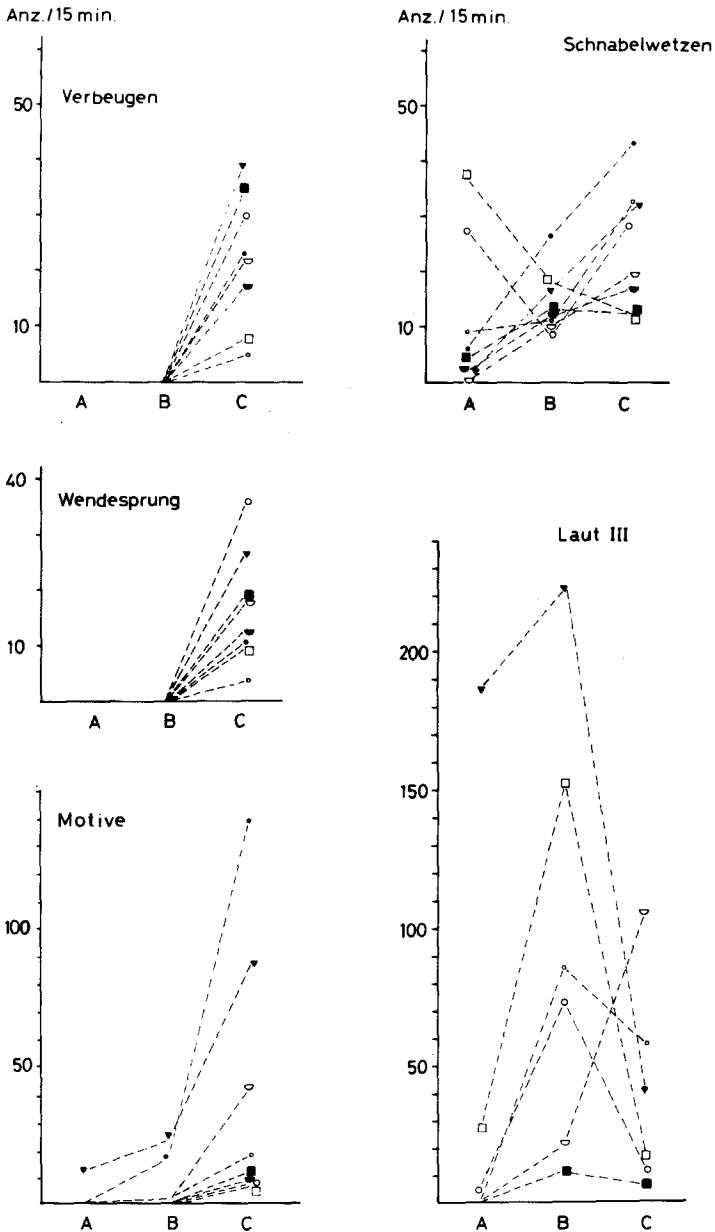 Anz./15 min.
Verbeugen
50
10
A B C
Anz./15 min.
Schnabelwetzen
50
10
A B C
Wendesprung
40
10
A B C
Motive
100
50
A B C
Laut III
200
150
100
50
A B C